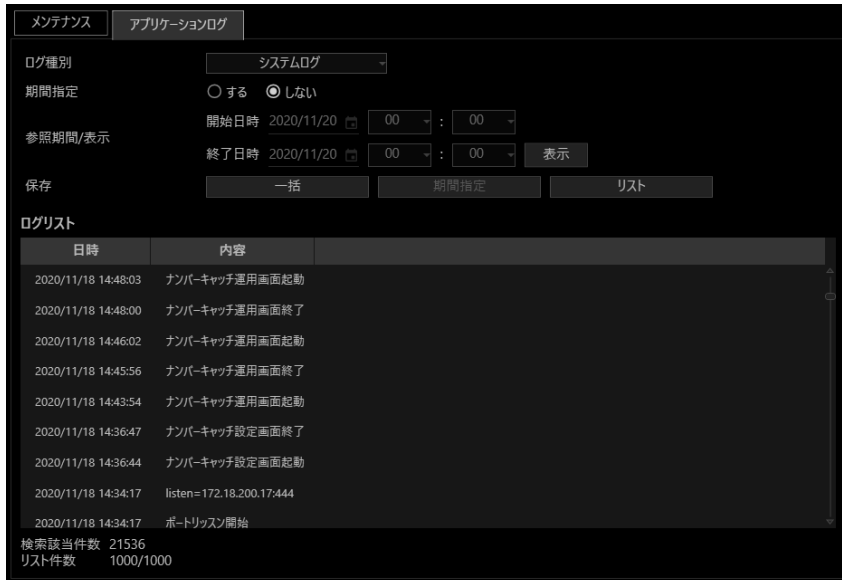 メンテナンス アプリケーションログ
ログ種別 システムログ
期間指定 する しない
参照期間/表示
開始日時 2020/11/20 00 : 00
終了日時 2020/11/20 00 : 00 表示
保存 一括 期間指定 リスト
ログリスト
日時 内容
2020/11/18 14:48:03 ナンバーキャッチ運用画面起動
2020/11/18 14:48:00 ナンバーキャッチ運用画面終了
2020/11/18 14:46:02 ナンバーキャッチ運用画面起動
2020/11/18 14:45:56 ナンバーキャッチ運用画面終了
2020/11/18 14:43:54 ナンバーキャッチ運用画面起動
2020/11/18 14:36:47 ナンバーキャッチ設定画面終了
2020/11/18 14:36:44 ナンバーキャッチ設定画面起動
2020/11/18 14:34:17 listen=172.18.200.17:444
2020/11/18 14:34:17 ポートリッスン開始
検索該当件数 21536
リスト件数 1000/1000